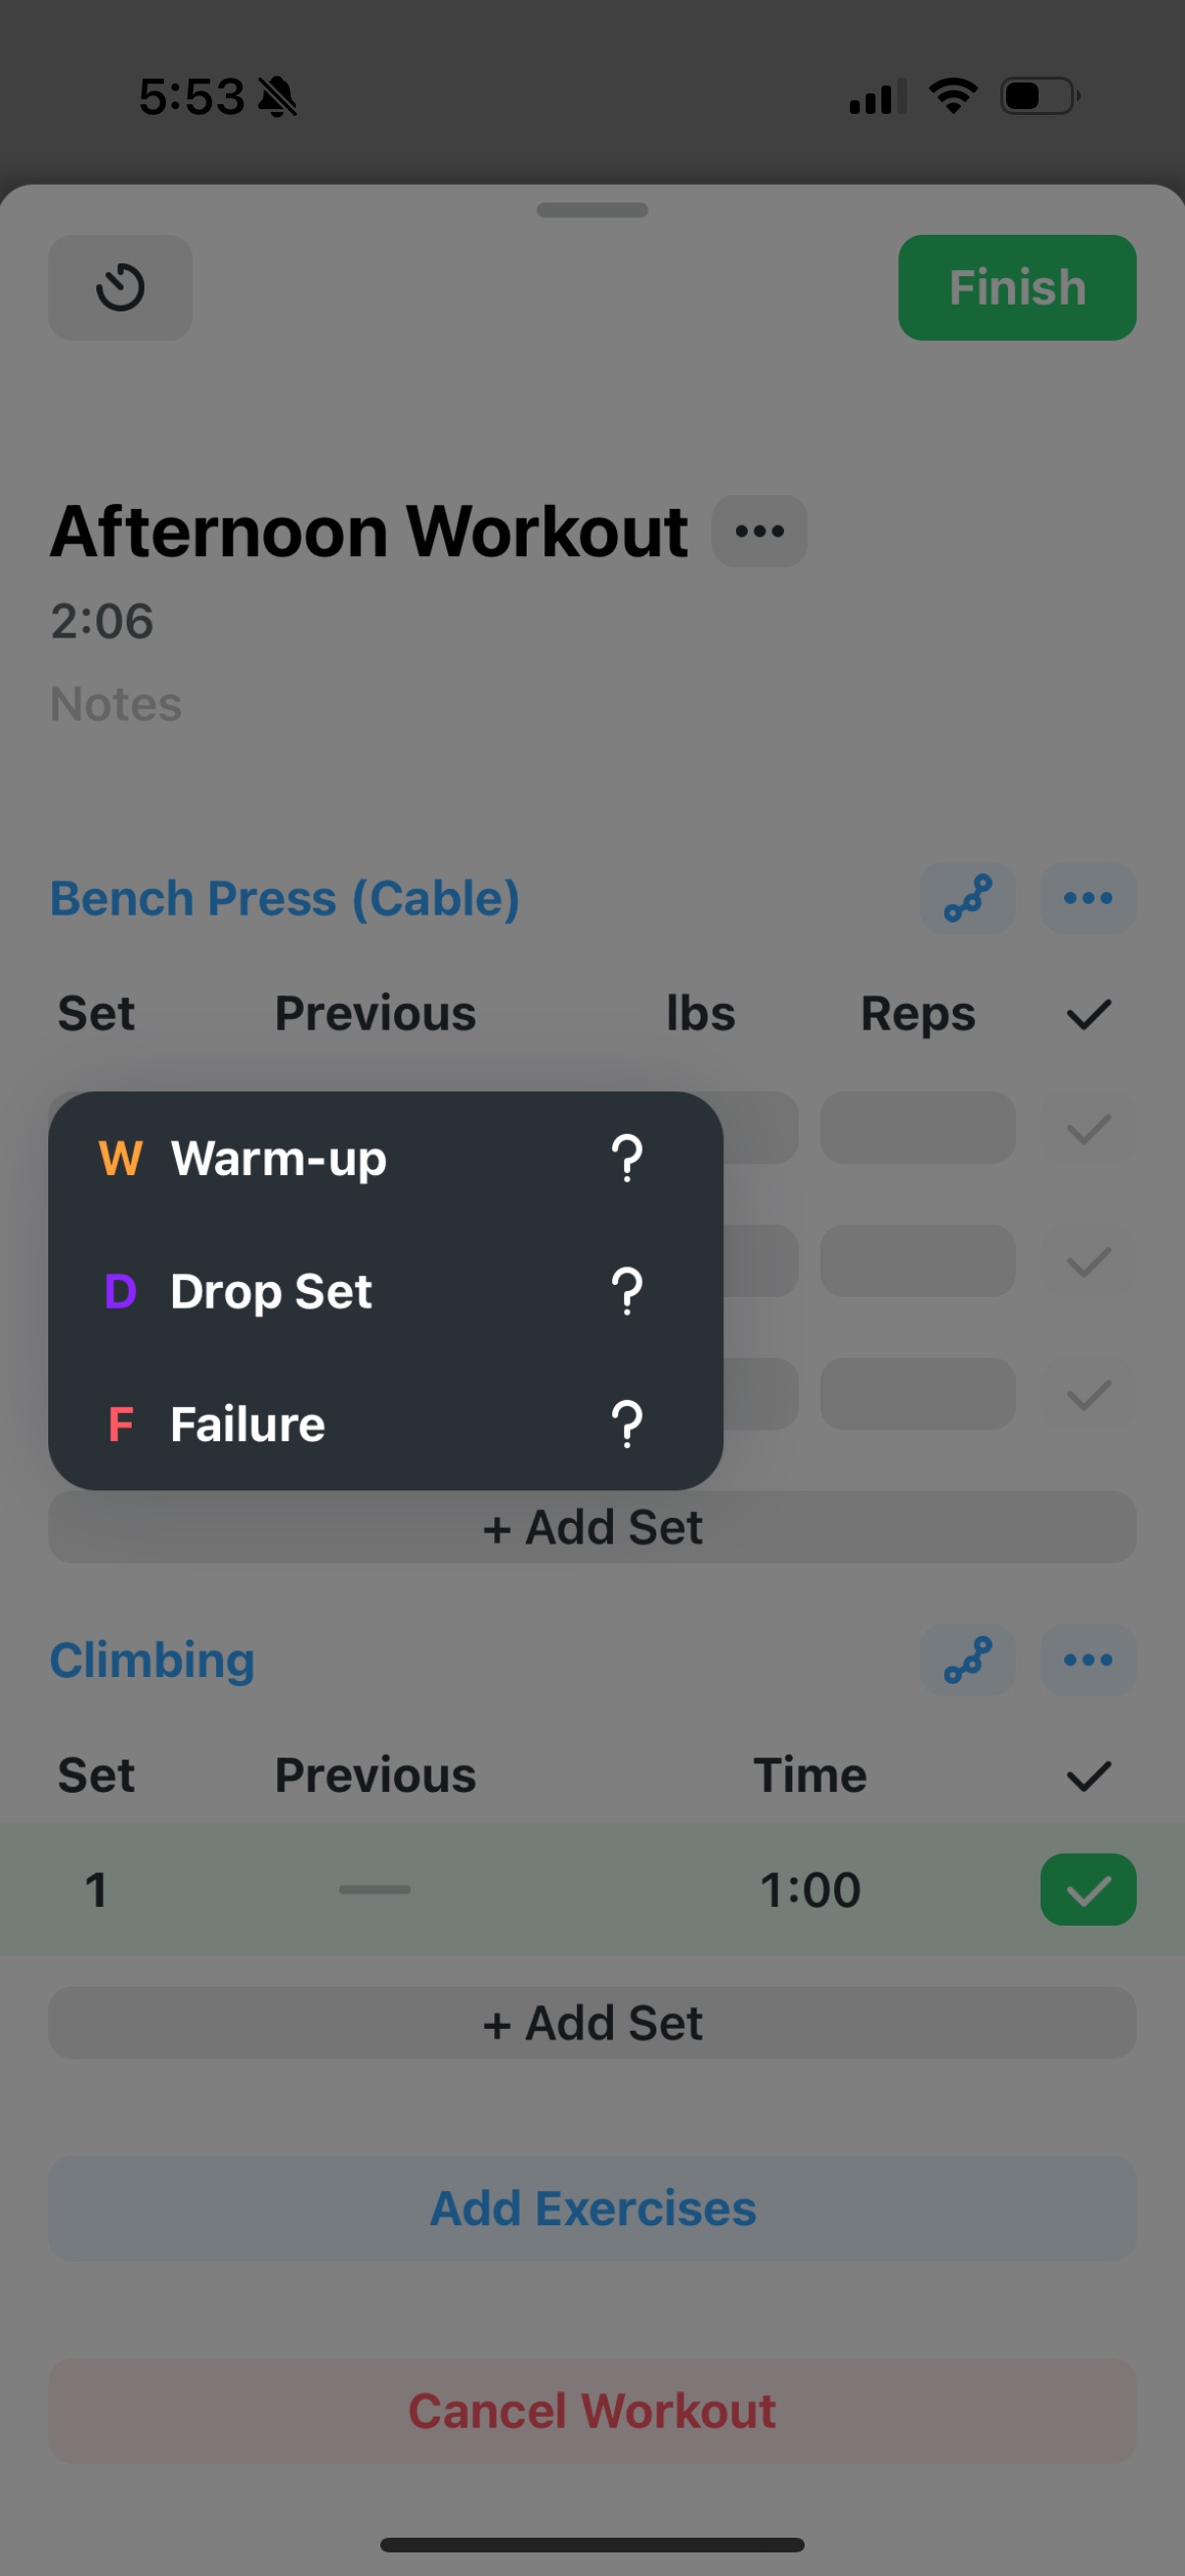 5:53
Finish
Afternoon Workout
2:06
Notes
Bench Press (Cable)
Set Previous lbs Reps
W Warm-up ?
D Drop Set ?
F Failure ?
+ Add Set
Climbing
Set Previous Time
1 — 1:00
+ Add Set
Add Exercises
Cancel Workout